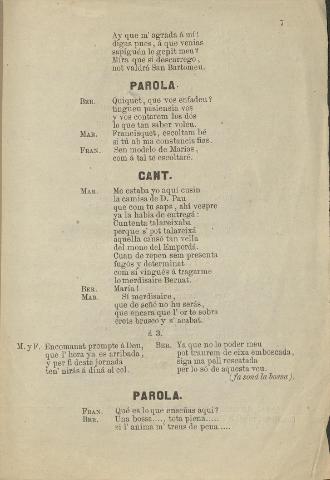 7
Ay que m' agrada á mí!
digas pues, á que venias
sapiguén lo gepit meu?
Mira que si descarrego,
not valdrá San Bartomeu.
PAROLA.
BER. Quiquet, que vos enfadeu?
tingueu pasiencia vos
y vos contarem los dos
lo que tan saber voleu.
MAR. Francisquet, escoltam bé
si tú ab ma constancia fias.
FRAN. Sen modelo de Marias,
com á tal te escoltaré.
CANT.
MAR. Me estaba yo aquí cusin
la camisa de D. Pau
que com tu saps, ahi vespre
ya la habia de entregá:
Cuntenta talareixaba
perque s' pot talareixá
aquella cansó tan vella
del mono del Empordá.
Cuan de repen sem presenta
fugós y determinat
com si vingués á tragarme
lo merdisaire Bernat.
BER. Maria!
MAR. Si merdisaire,
que de señó no hu serás,
que encara que l' or te sobra
érets brusco y s' acabat.
á 3.
M. y F. Encomanat prompte á Deu,
que l' hora ya es arribada,
y per fi desta jornada
ten' nirás á diná al col.
BER. Ya que no lo poder meu
pot traurem de eixa emboscada,
siga ma pell rescatada
per lo só de aquesta veu.
(fa soná la bossa).
PAROLA.
FRAN. Qué es lo que enseñas aquí?
BER. Una bossa...., tota plena.....
si l' anima m' treus de pena.....